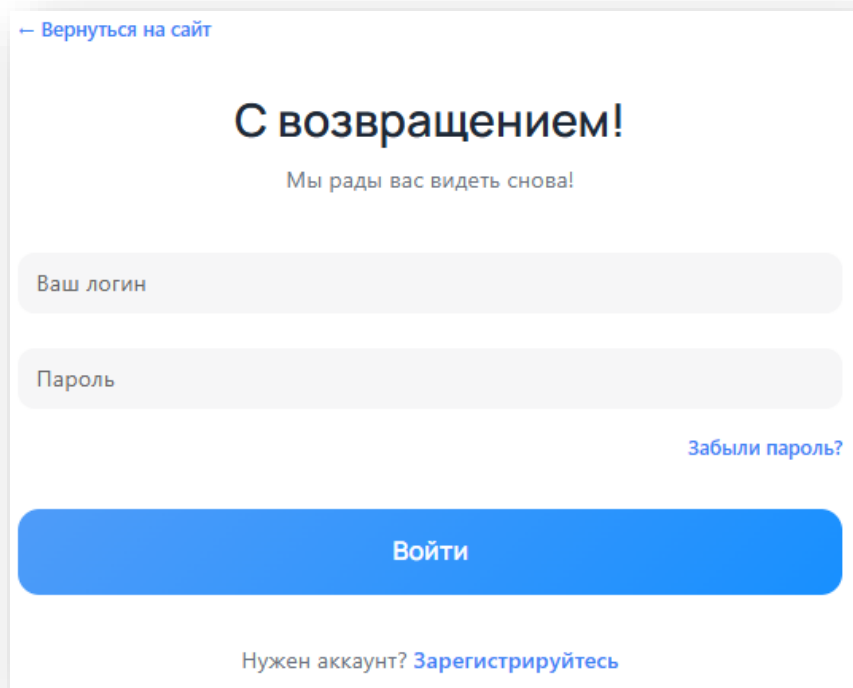 ← Вернуться на сайт
С возвращением!
Мы рады вас видеть снова!
Ваш логин
Пароль
Забыли пароль?
Войти
Нужен аккаунт? Зарегистрируйтесь